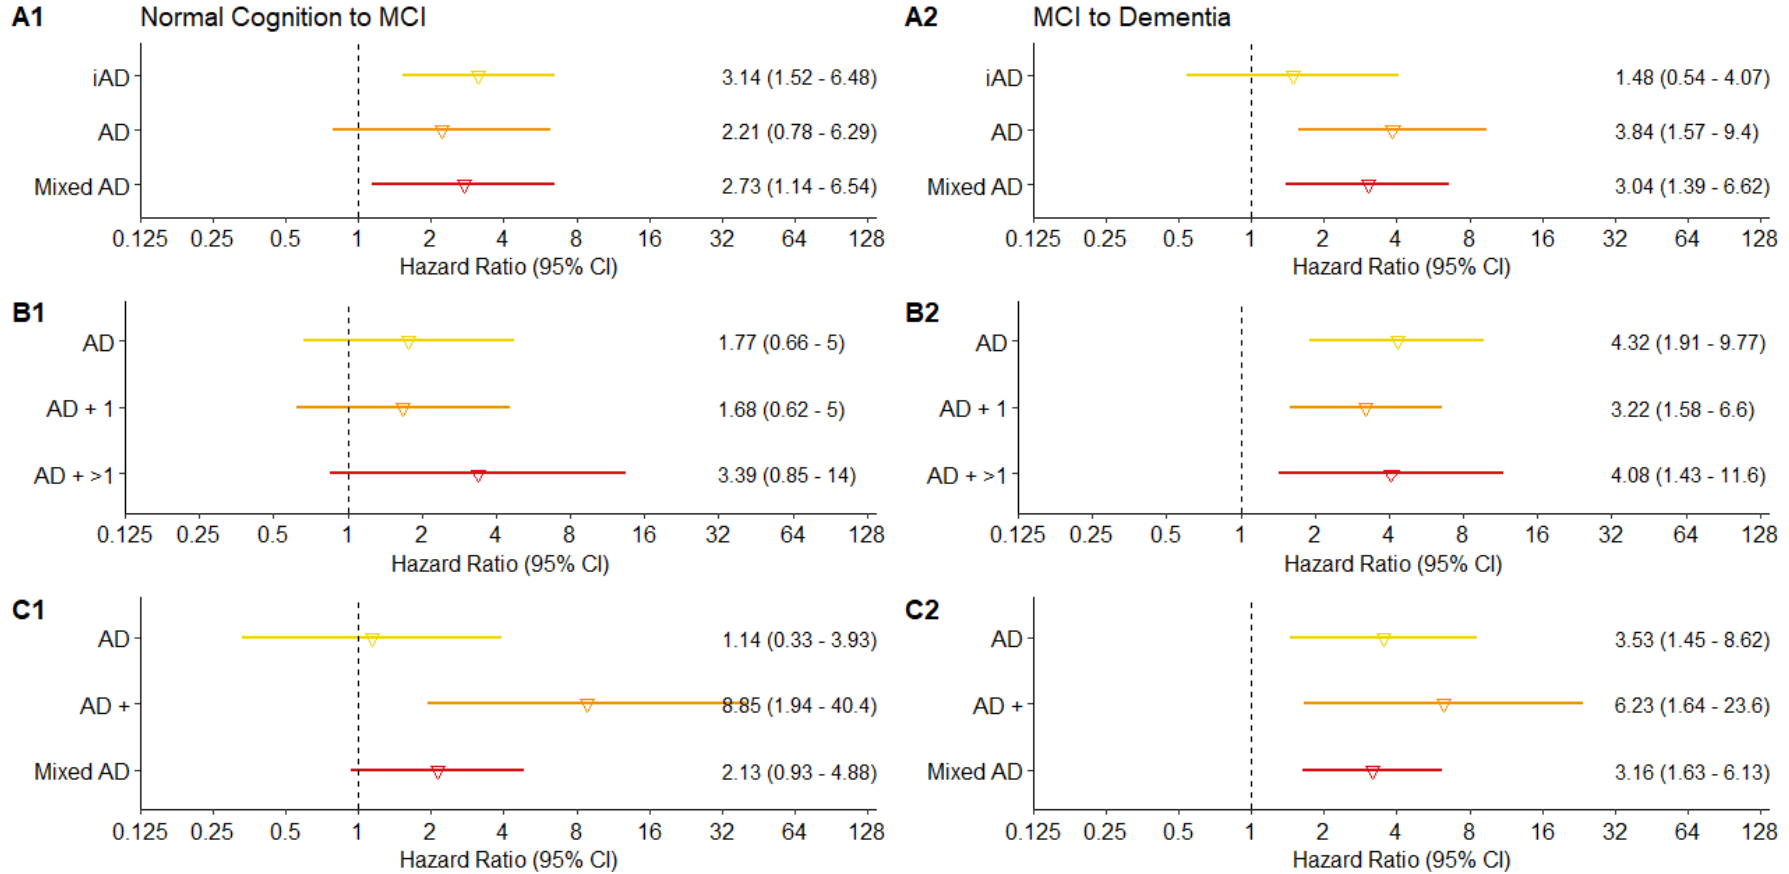 A1 Normal Cognition to MCI
iAD 3.14 (1.52 - 6.48)
AD 2.21 (0.78 - 6.29)
Mixed AD 2.73 (1.14 - 6.54)
0.125 0.25 0.5 1 2 4 8 16 32 64 128
Hazard Ratio (95% CI)
A2 MCI to Dementia
iAD 1.48 (0.54 - 4.07)
AD 3.84 (1.57 - 9.4)
Mixed AD 3.04 (1.39 - 6.62)
0.125 0.25 0.5 1 2 4 8 16 32 64 128
Hazard Ratio (95% CI)
B1
AD 1.77 (0.66 - 5)
AD + 1 1.68 (0.62 - 5)
AD + >1 3.39 (0.85 - 14)
0.125 0.25 0.5 1 2 4 8 16 32 64 128
Hazard Ratio (95% CI)
B2
AD 4.32 (1.91 - 9.77)
AD + 1 3.22 (1.58 - 6.6)
AD + >1 4.08 (1.43 - 11.6)
0.125 0.25 0.5 1 2 4 8 16 32 64 128
Hazard Ratio (95% CI)
C1
AD 1.14 (0.33 - 3.93)
AD + 8.85 (1.94 - 40.4)
Mixed AD 2.13 (0.93 - 4.88)
0.125 0.25 0.5 1 2 4 8 16 32 64 128
Hazard Ratio (95% CI)
C2
AD 3.53 (1.45 - 8.62)
AD + 6.23 (1.64 - 23.6)
Mixed AD 3.16 (1.63 - 6.13)
0.125 0.25 0.5 1 2 4 8 16 32 64 128
Hazard Ratio (95% CI)